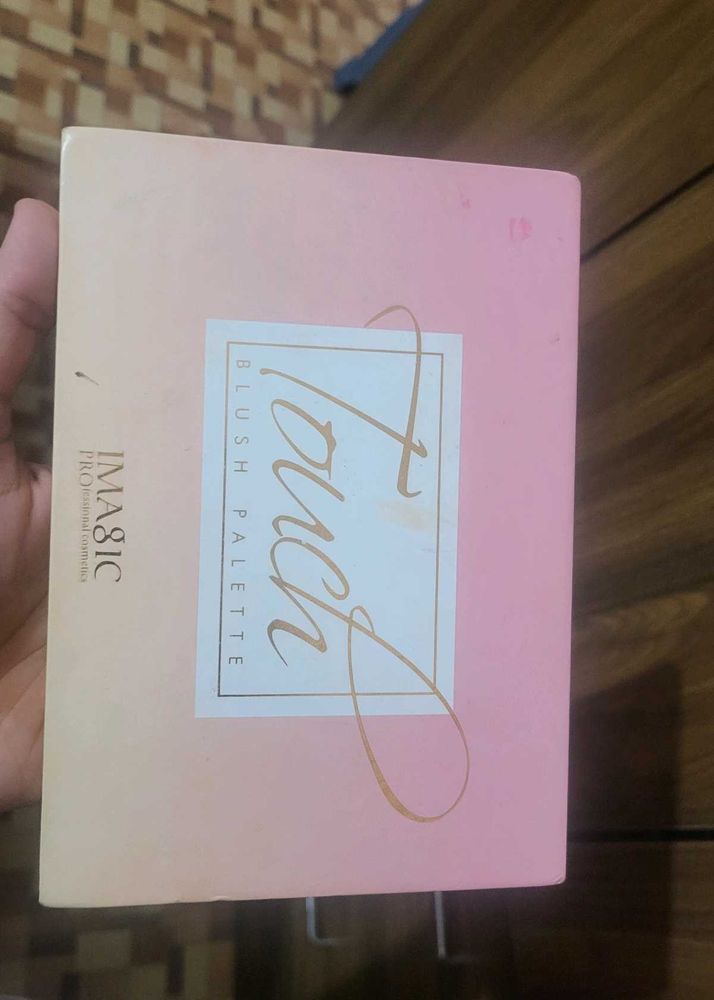 Touch
BLUSH PALETTE
IMAGIC
PROfessional cosmetics